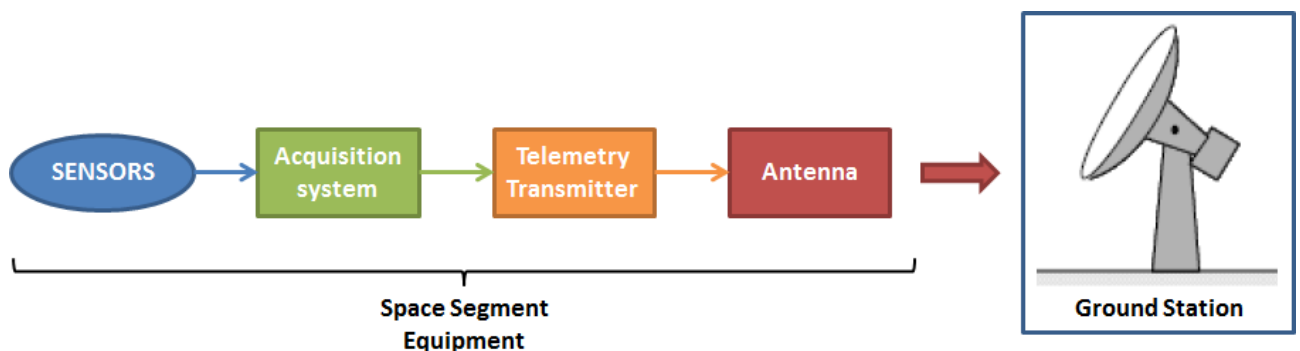 SENSORS
Acquisition
system
Telemetry
Transmitter
Antenna
Space Segment
Equipment
Ground Station